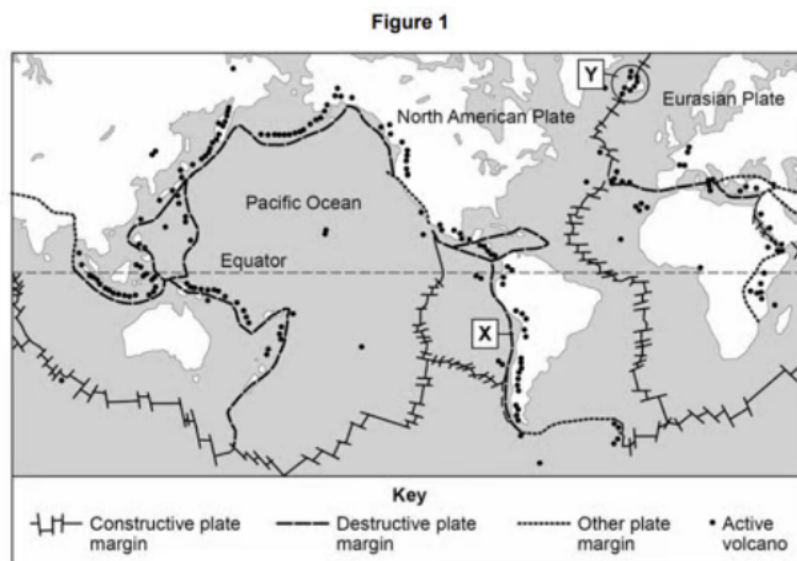 Figure 1
Y
North American Plate
Eurasian Plate
Pacific Ocean
Equator
X
Key
Constructive plate margin
Destructive plate margin
Other plate margin
Active volcano